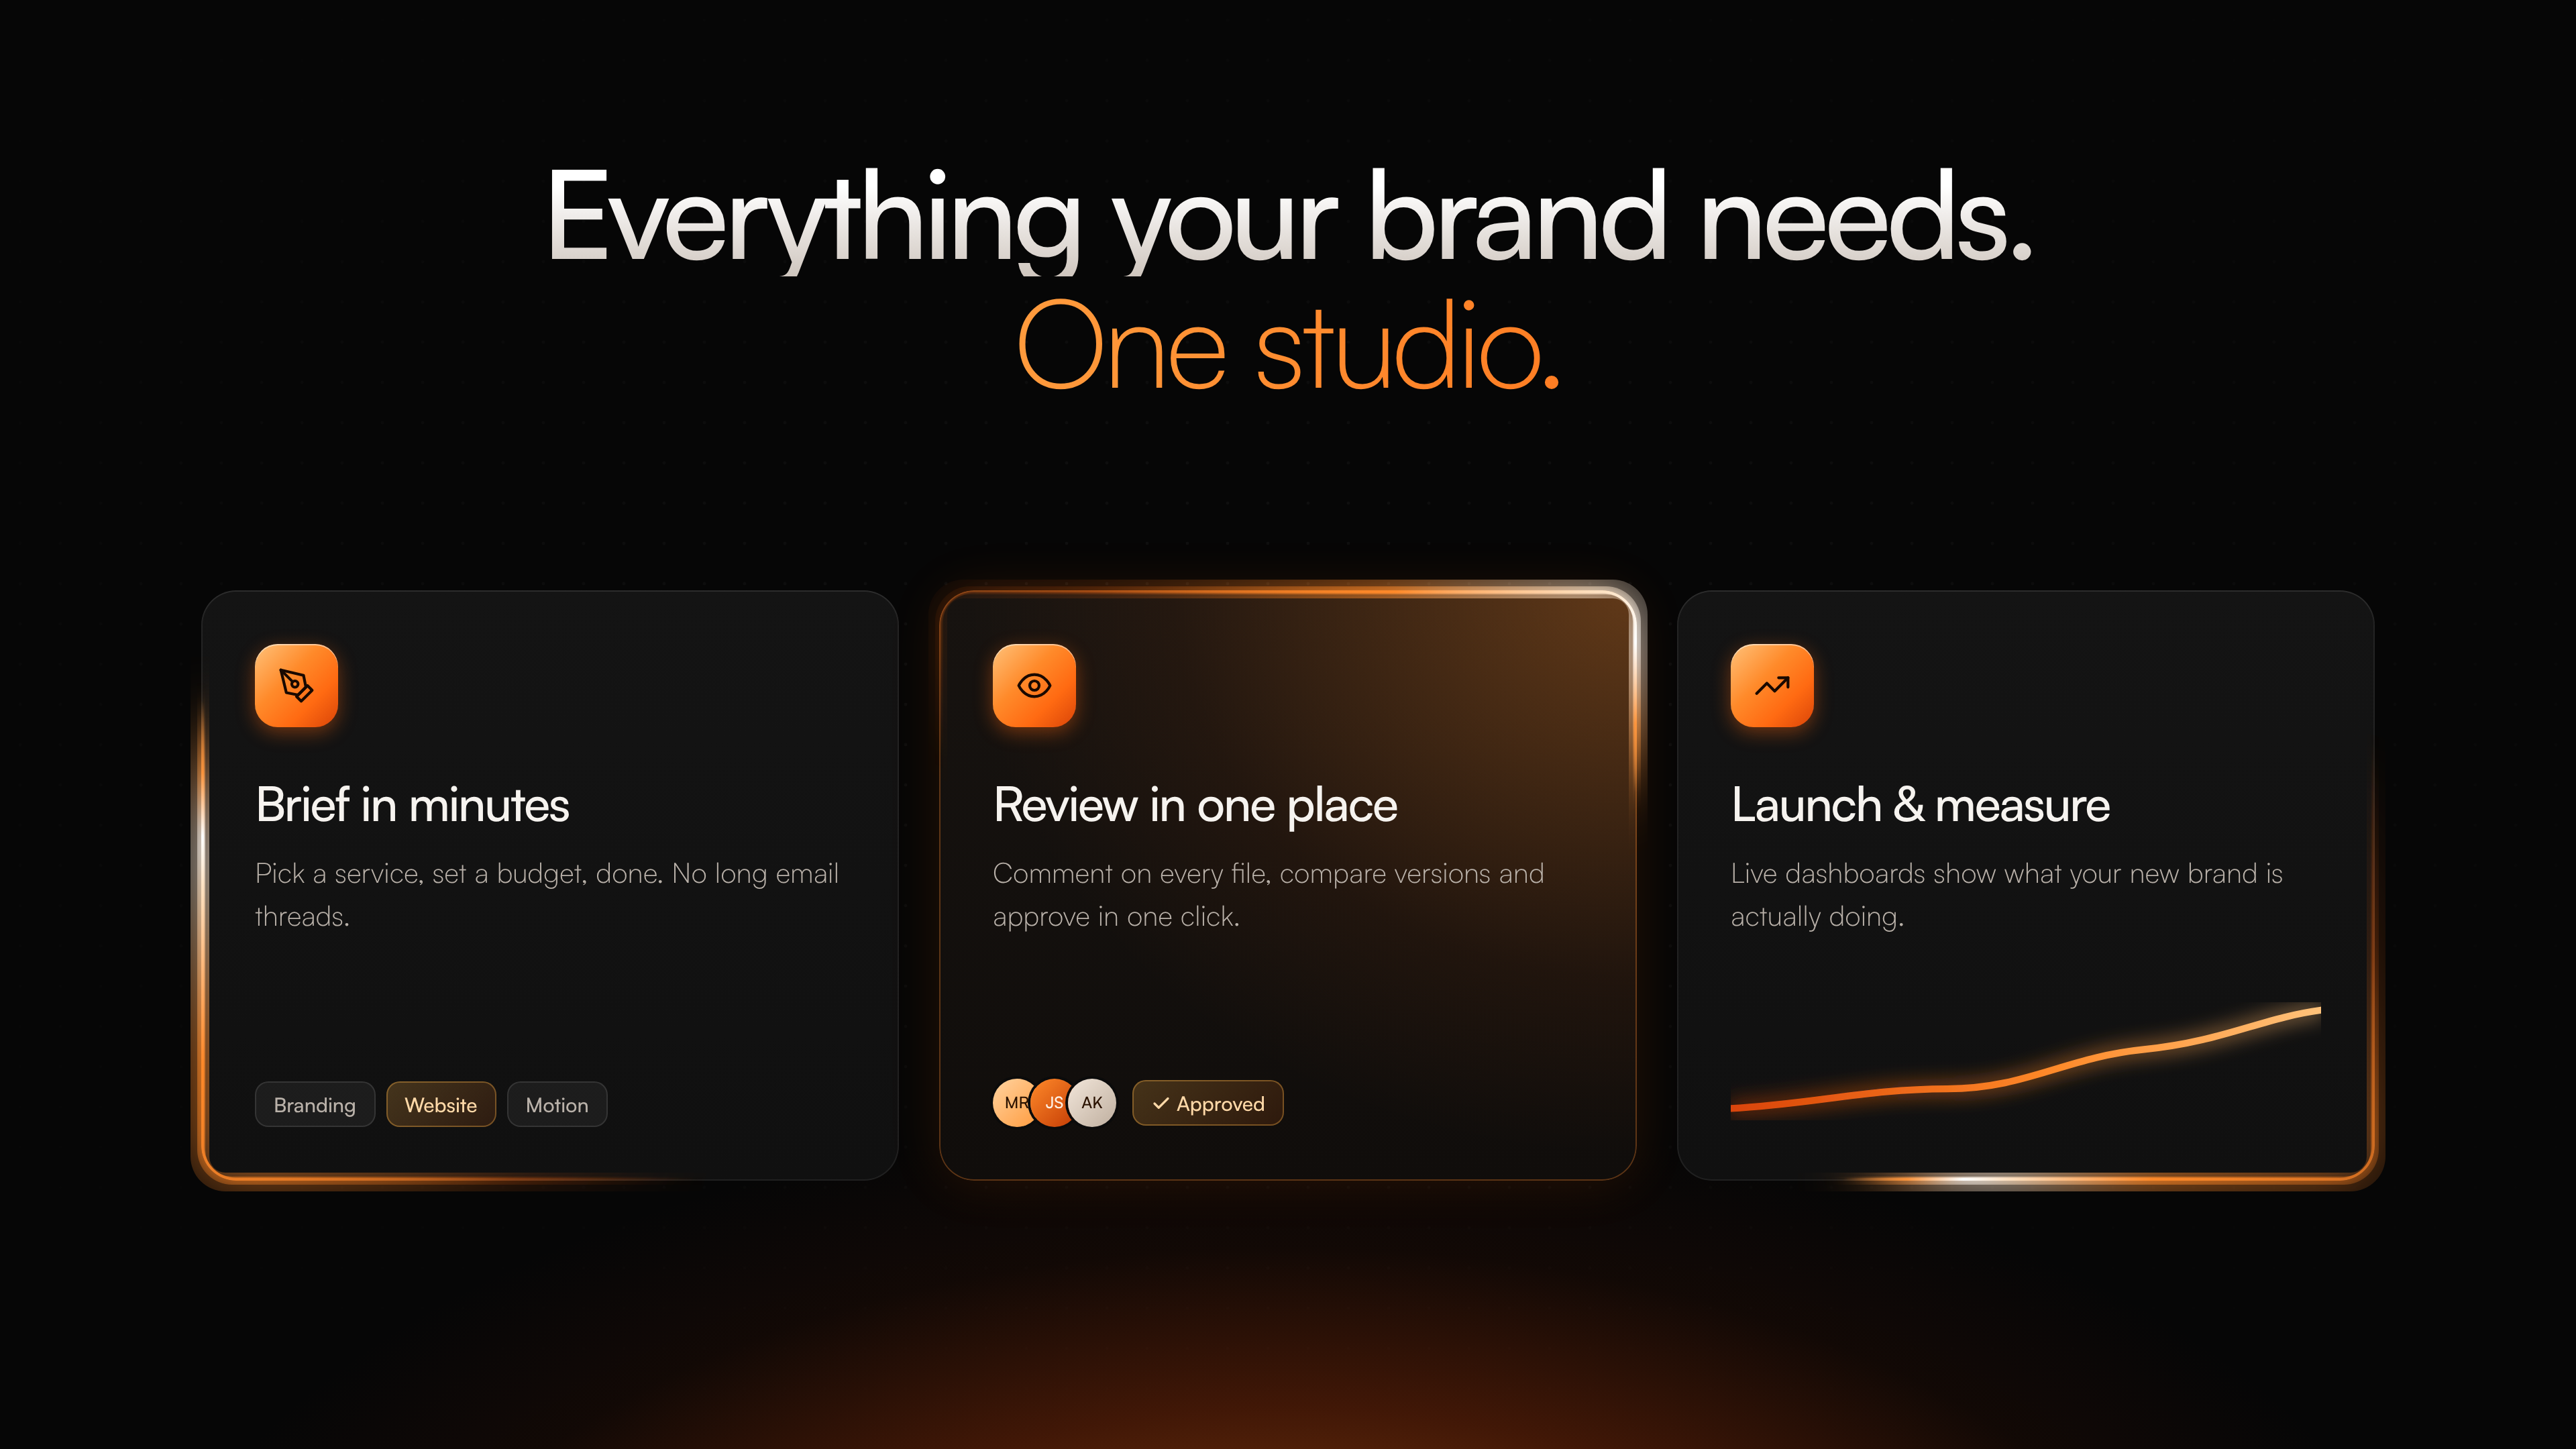 Everything your brand needs.
One studio.
Brief in minutes
Pick a service, set a budget, done. No long email
threads.
Branding
Website
Motion
Review in one place
Comment on every file, compare versions and
approve in one click.
MR
JS
AK
Approved
Launch & measure
Live dashboards show what your new brand is
actually doing.